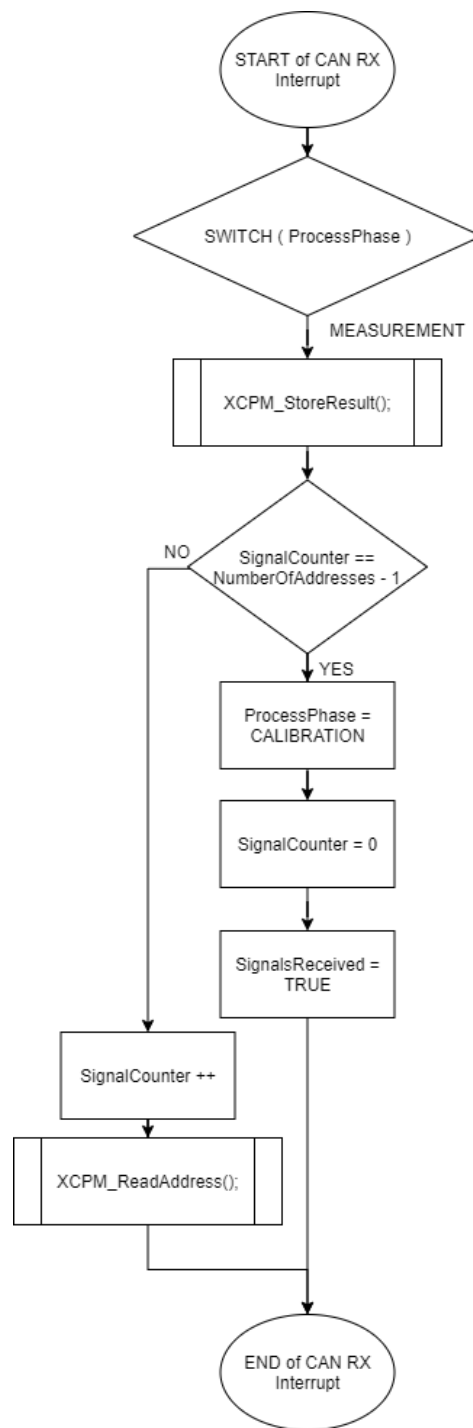 START of CAN RX
Interrupt
SWITCH ( ProcessPhase )
MEASUREMENT
XCPM_StoreResult();
NO
SignalCounter ==
NumberOfAddresses - 1
YES
ProcessPhase =
CALIBRATION
SignalCounter = 0
SignalsReceived =
TRUE
SignalCounter ++
XCPM_ReadAddress();
END of CAN RX
Interrupt